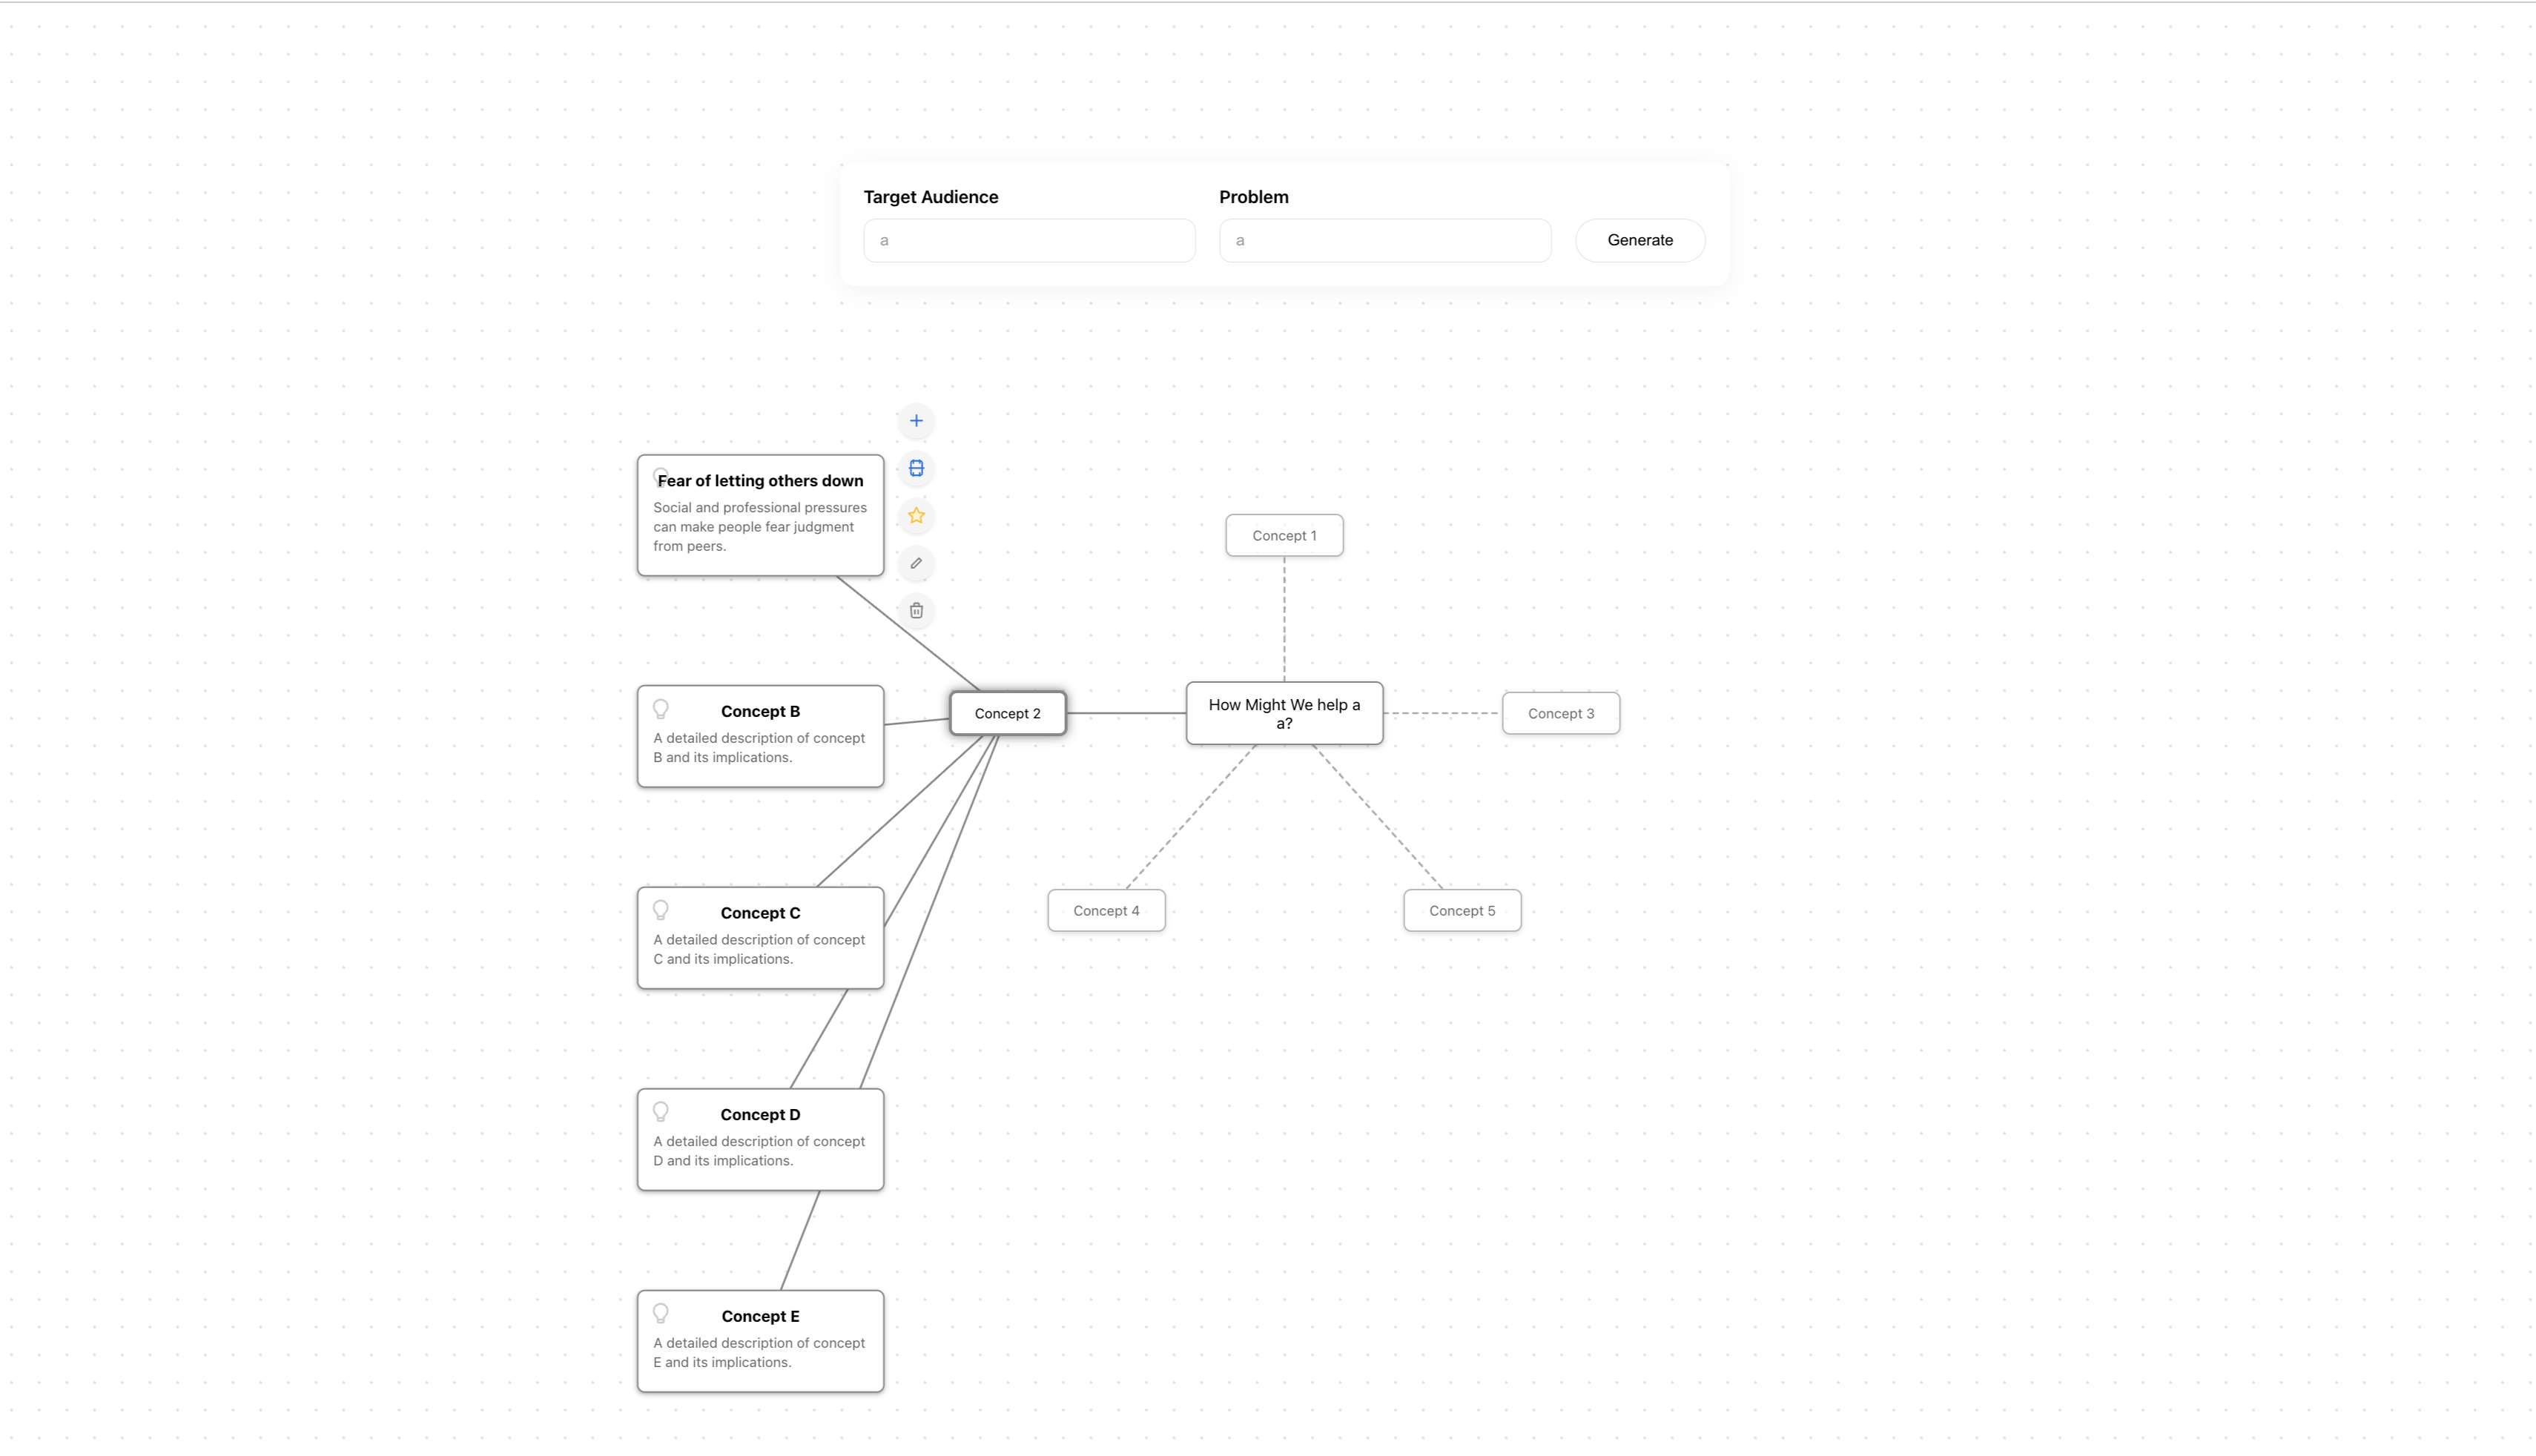 Target Audience
Problem
a
a
Generate
Fear of letting others down
Social and professional pressures
can make people fear judgment
from peers.
Concept 1
Concept B
A detailed description of concept
B and its implications.
Concept 2
How Might We help a
a?
Concept 3
Concept C
A detailed description of concept
C and its implications.
Concept 4
Concept 5
Concept D
A detailed description of concept
D and its implications.
Concept E
A detailed description of concept
E and its implications.